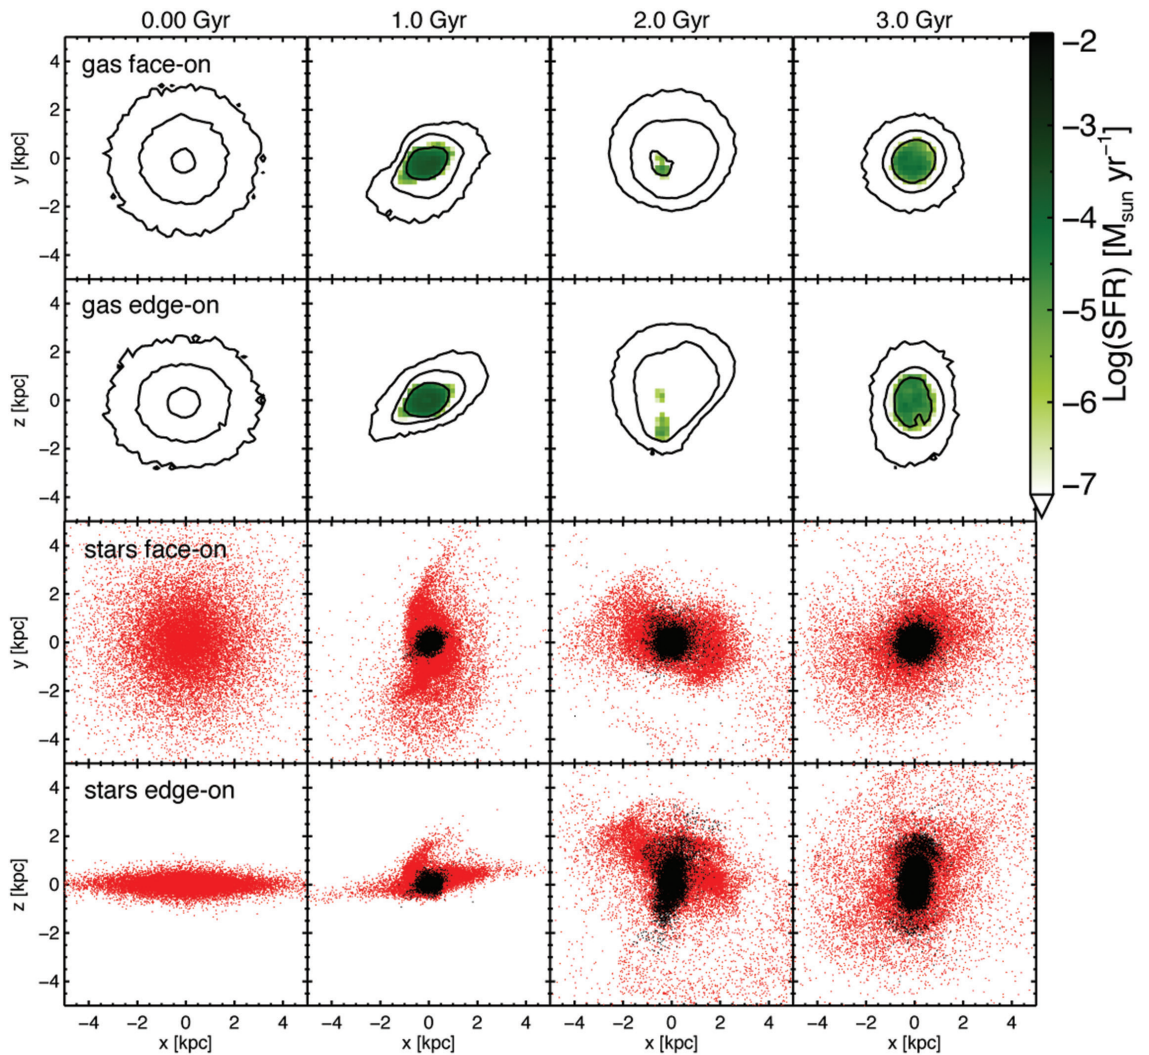 0.00 Gyr 1.0 Gyr 2.0 Gyr 3.0 Gyr
gas face-on
4
2
0
−2
−4
y [kpc]
gas edge-on
4
2
0
−2
−4
z [kpc]
stars face-on
4
2
0
−2
−4
y [kpc]
stars edge-on
4
2
0
−2
−4
z [kpc]
−4 −2 0 2 4 −4 −2 0 2 4 −4 −2 0 2 4 −4 −2 0 2 4
x [kpc] x [kpc] x [kpc] x [kpc]
−2
−3
−4
−5
−6
−7
Log(SFR) [Msun yr−1]